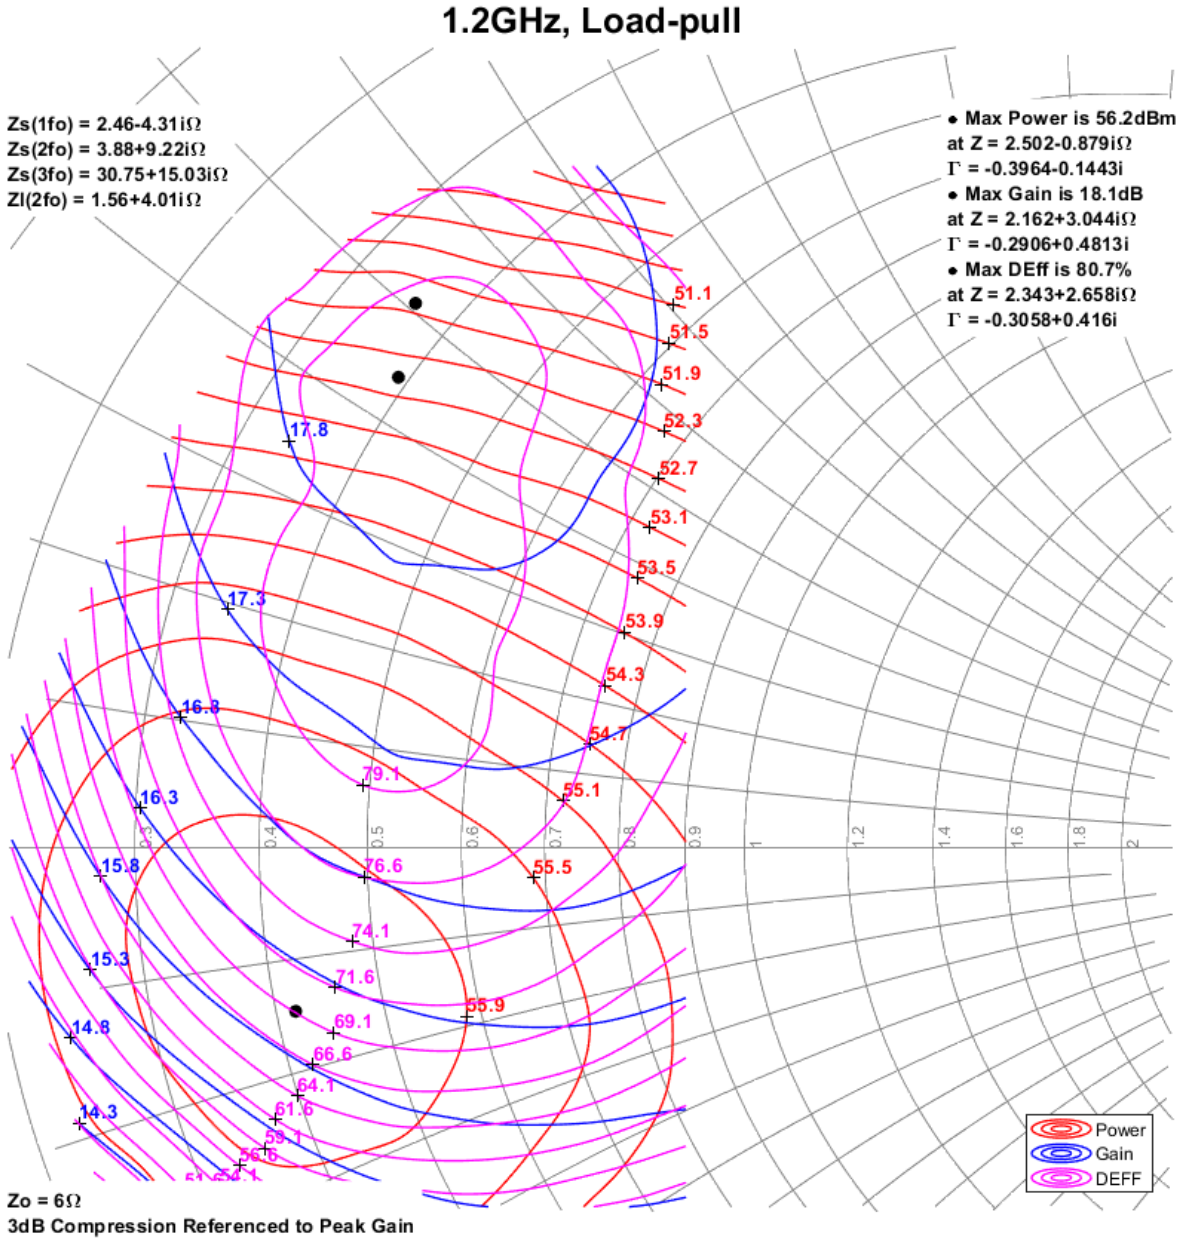 1.2GHz, Load-pull
Zs(1fo) = 2.46-4.31iΩ
Zs(2fo) = 3.88+9.22iΩ
Zs(3fo) = 30.75+15.03iΩ
Zl(2fo) = 1.56+4.01iΩ
● Max Power is 56.2dBm
at Z = 2.502-0.879iΩ
Γ = -0.3964-0.1443i
● Max Gain is 18.1dB
at Z = 2.162+3.044iΩ
Γ = -0.2906+0.4813i
● Max DEff is 80.7%
at Z = 2.343+2.658iΩ
Γ = -0.3058+0.416i
51.1
51.5
51.9
52.3
17.8
52.7
53.1
53.5
17.3
53.9
54.3
16.8
54.7
79.1
55.1
16.3
0.3
0.4
0.5
0.6
0.7
0.8
0.9
1
1.2
1.4
1.6
1.8
2
15.8
76.6
55.5
74.1
15.3
71.6
55.9
14.8
69.1
66.6
64.1
14.3
61.6
59.1
56.6
54.1
51.6
Power
Gain
DEFF
Zo = 6Ω
3dB Compression Referenced to Peak Gain